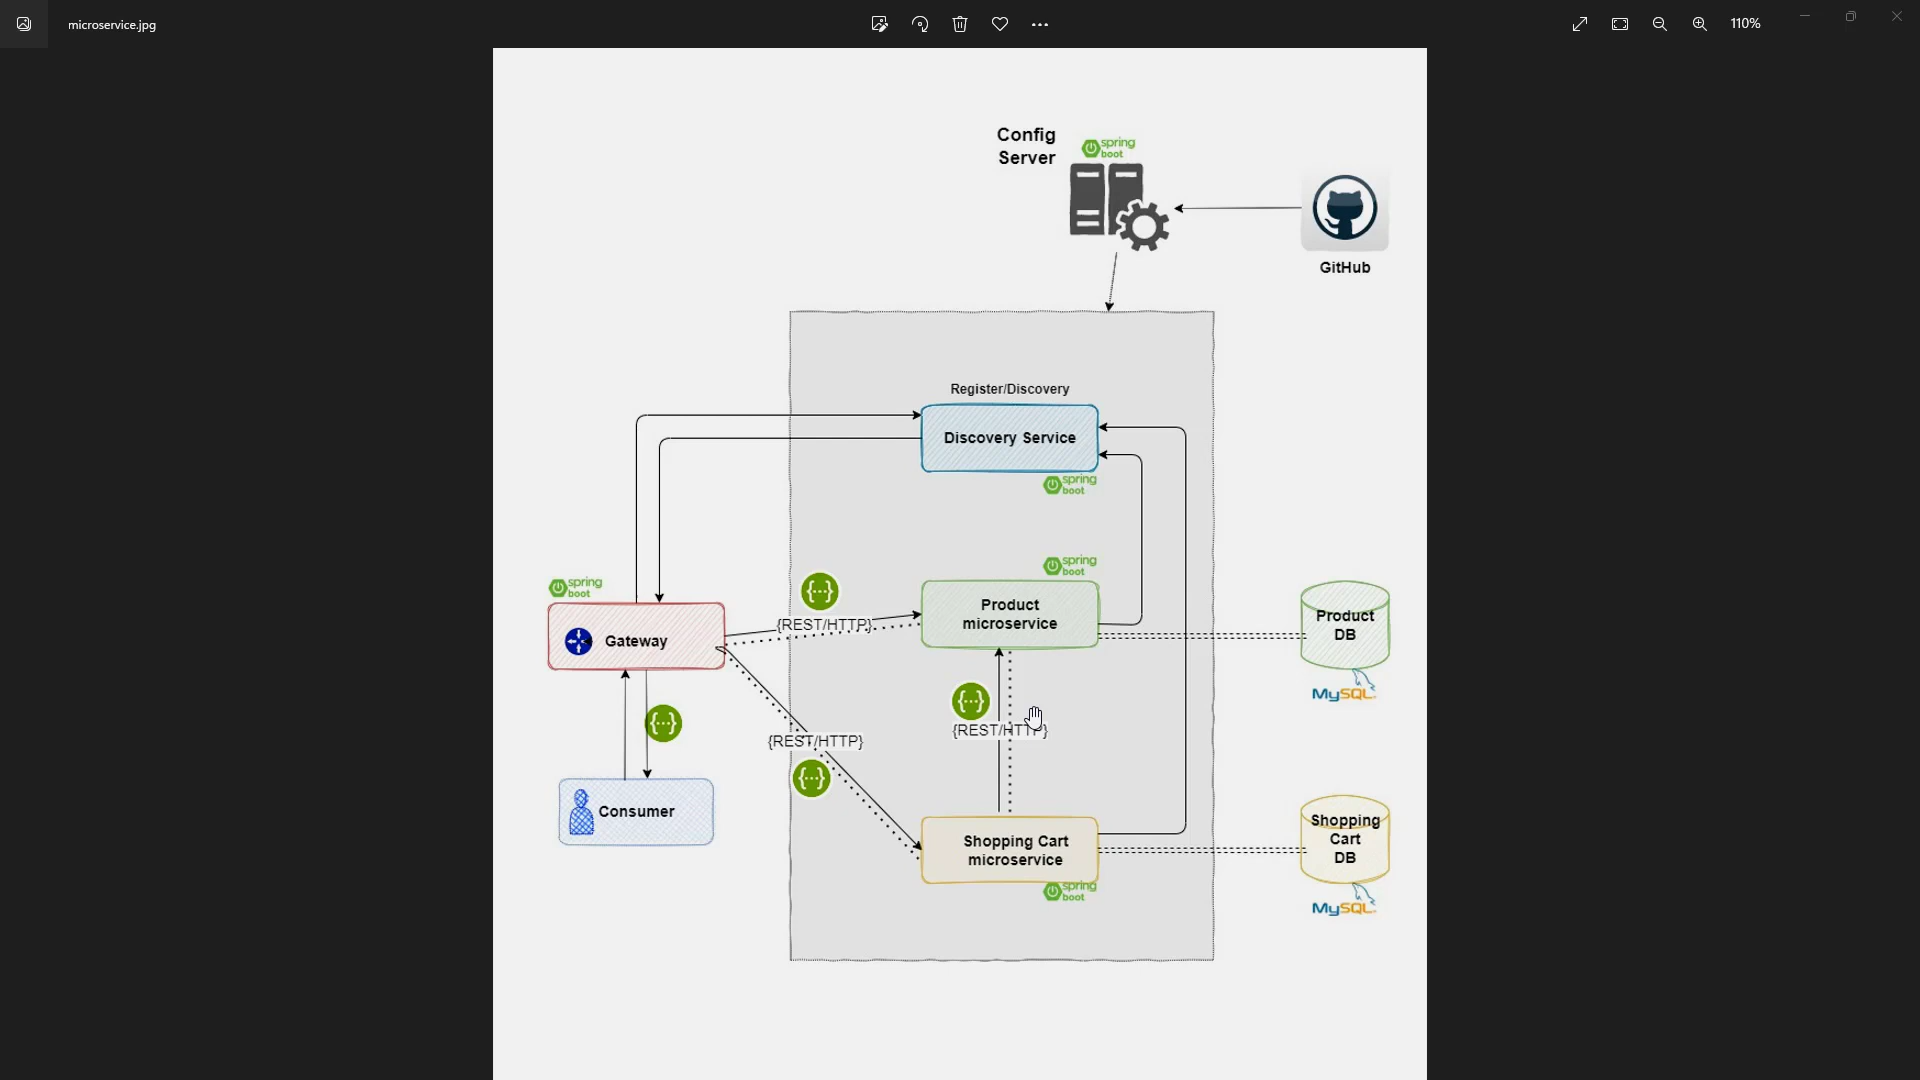 microservice.jpg
110%
Config
Server
spring
boot
GitHub
Register/Discovery
Discovery Service
spring
boot
spring
boot
spring
boot
{···}
{REST/HTTP}
Gateway
Product
microservice
Product
DB
MySQL
{···}
{···}
{REST/HTTP}
{REST/HTTP}
{···}
Consumer
Shopping Cart
microservice
spring
boot
Shopping
Cart
DB
MySQL